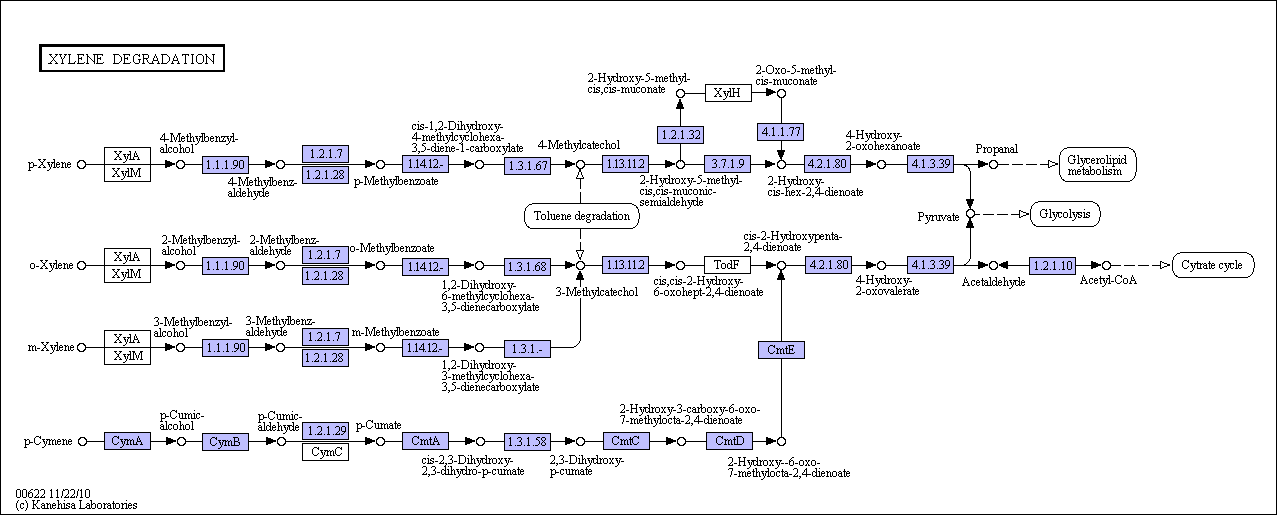 XYLENE DEGRADATION
2-Hydroxy-5-methyl-
cis,cis-muconate
XylH
2-Oxo-5-methyl-
cis-muconate
p-Xylene
XylA
XylM
4-Methylbenzyl-
alcohol
1.1.1.90
4-Methylbenz-
aldehyde
1.2.1.7
1.2.1.28
p-Methylbenzoate
1.14.12.-
cis-1,2-Dihydroxy-
4-methylcyclohexa-
3,5-diene-1-carboxylate
1.3.1.67
4-Methylcatechol
1.13.11.2
1.2.1.32
2-Hydroxy-5-methyl-
cis,cis-muconic-
semialdehyde
3.7.1.9
4.1.1.77
2-Hydroxy-
cis-hex-2,4-dienoate
4.2.1.80
4-Hydroxy-
2-oxohexanoate
4.1.3.39
Propanal
Glycerolipid
metabolism
Toluene degradation
Pyruvate
Glycolysis
o-Xylene
XylA
XylM
2-Methylbenzyl-
alcohol
1.1.1.90
2-Methylbenz-
aldehyde
1.2.1.7
1.2.1.28
o-Methylbenzoate
1.14.12.-
1,2-Dihydroxy-
6-methylcyclohexa-
3,5-dienecarboxylate
1.3.1.68
3-Methylcatechol
1.13.11.2
cis,cis-2-Hydroxy-
6-oxohept-2,4-dienoate
TodF
cis-2-Hydroxypenta-
2,4-dienoate
4.2.1.80
4-Hydroxy-
2-oxovalerate
4.1.3.39
Acetaldehyde
1.2.1.10
Acetyl-CoA
Cytrate cycle
m-Xylene
XylA
XylM
3-Methylbenzyl-
alcohol
1.1.1.90
3-Methylbenz-
aldehyde
1.2.1.7
1.2.1.28
m-Methylbenzoate
1.14.12.-
1,2-Dihydroxy-
3-methylcyclohexa-
3,5-dienecarboxylate
1.3.1.-
CmtE
p-Cymene
CymA
p-Cumic-
alcohol
CymB
p-Cumic-
aldehyde
1.2.1.29
CymC
p-Cumate
CmtA
cis-2,3-Dihydroxy-
2,3-dihydro-p-cumate
1.3.1.58
2,3-Dihydroxy-
p-cumate
CmtC
2-Hydroxy-3-carboxy-6-oxo-
7-methylocta-2,4-dienoate
CmtD
2-Hydroxy--6-oxo-
7-methylocta-2,4-dienoate
00622 11/22/10
(c) Kanehisa Laboratories